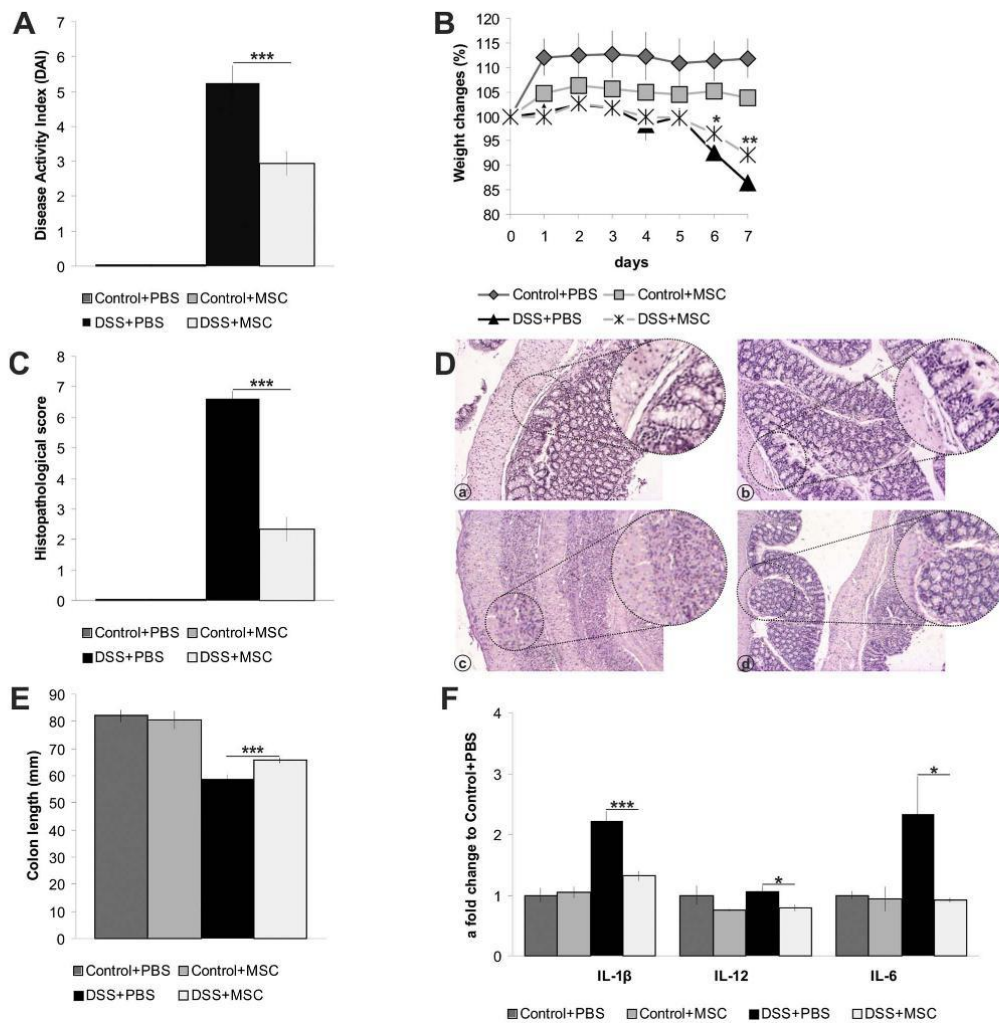 A
Disease Activity Index (DAI)
7
6
5
4
3
2
1
0
***
Control+PBS Control+MSC
DSS+PBS DSS+MSC
B
Weight changes (%)
120
115
110
105
100
95
90
85
80
*
**
0 1 2 3 4 5 6 7
days
Control+PBS Control+MSC
DSS+PBS DSS+MSC
C
Histopathological score
8
7
6
5
4
3
2
1
0
***
Control+PBS Control+MSC
DSS+PBS DSS+MSC
D
a
b
c
d
E
Colon length (mm)
90
80
70
60
50
40
30
20
10
0
***
Control+PBS Control+MSC
DSS+PBS DSS+MSC
F
a fold change to Control+PBS
4
3
2
1
0
***
*
*
IL-1β IL-12 IL-6
Control+PBS Control+MSC DSS+PBS DSS+MSC